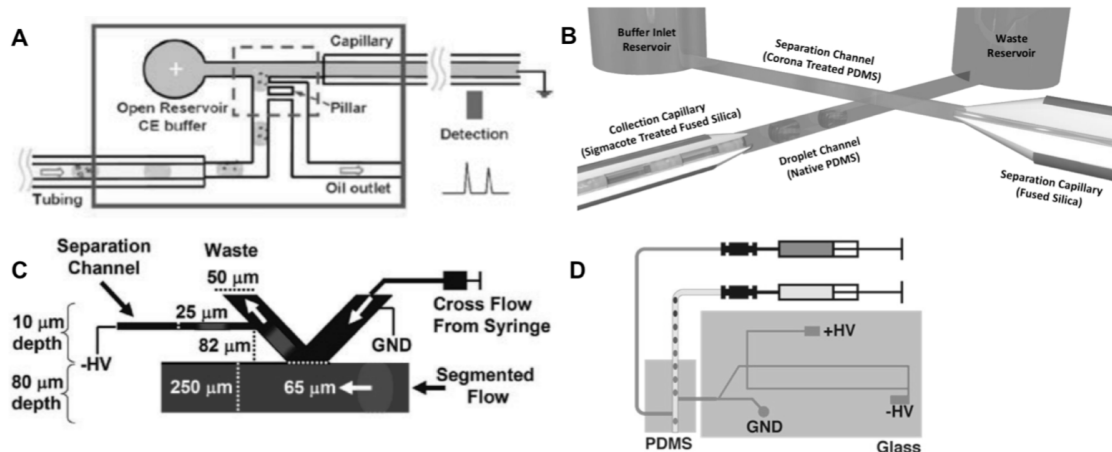 A
Capillary
Open Reservoir
CE buffer
Pillar
Detection
Tubing
Oil outlet
B
Buffer Inlet
Reservoir
Waste
Reservoir
Separation Channel
(Corona Treated PDMS)
Collection Capillary
(Sigmacote Treated Fused Silica)
Droplet Channel
(Native PDMS)
Separation Capillary
(Fused Silica)
C
Separation
Channel
Waste
50 µm
Cross Flow
From Syringe
25 µm
10 µm
depth
-HV
82 µm
GND
80 µm
depth
250 µm
65 µm
Segmented
Flow
D
+HV
-HV
GND
PDMS
Glass